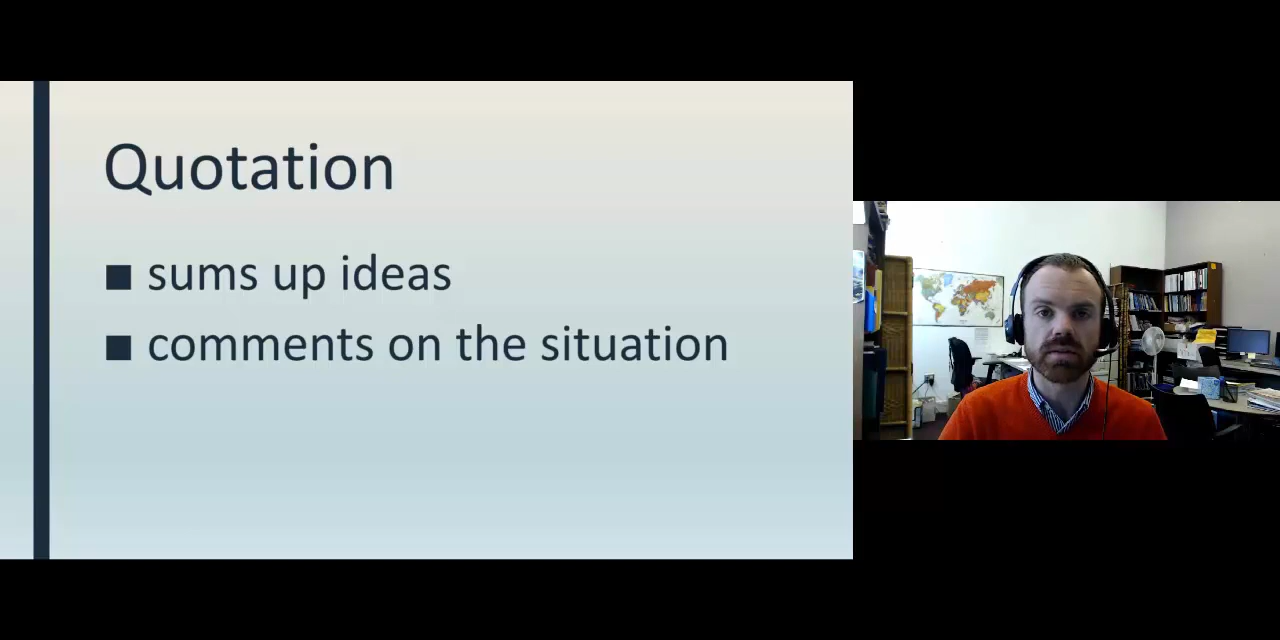 Quotation
■ sums up ideas
■ comments on the situation